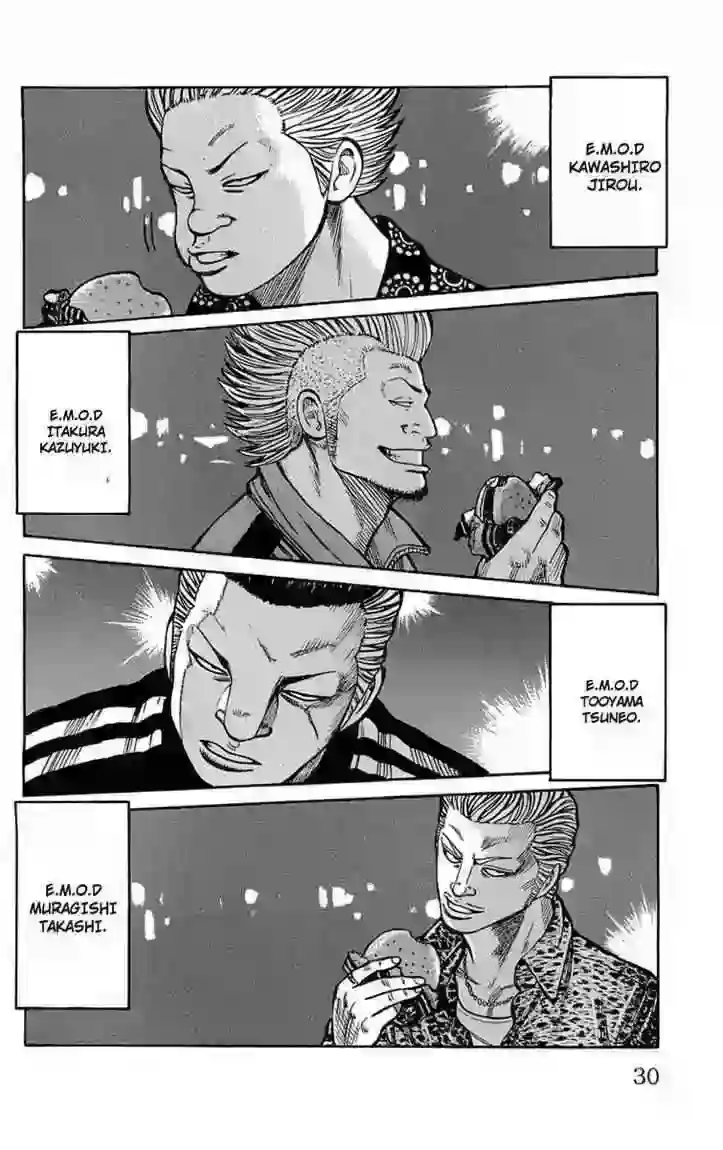 E.M.O.D
KAWASHIRO
JIROU.
E.M.O.D
ITAKURA
KAZUYUKI.
E.M.O.D
TOOYAMA
TSUNEO.
E.M.O.D
MURAGISHI
TAKASHI.
30